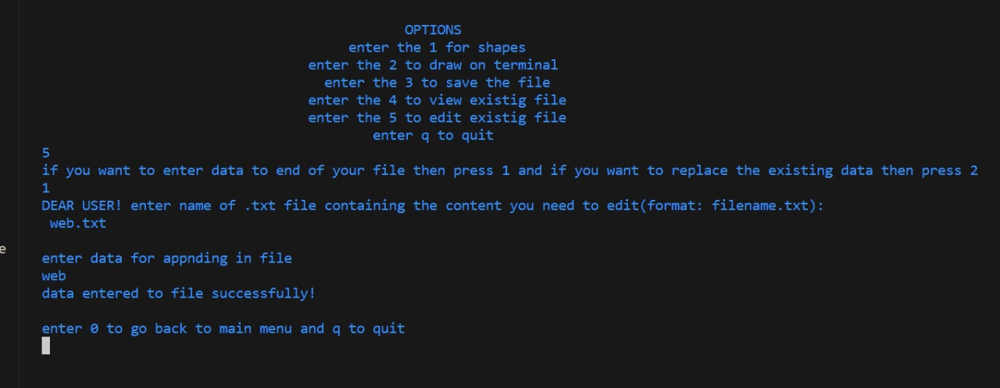 OPTIONS
enter the 1 for shapes
enter the 2 to draw on terminal
enter the 3 to save the file
enter the 4 to view existig file
enter the 5 to edit existig file
enter q to quit
5
if you want to enter data to end of your file then press 1 and if you want to replace the existing data then press 2
1
DEAR USER! enter name of .txt file containing the content you need to edit(format: filename.txt):
web.txt
e
enter data for appnding in file
web
data entered to file successfully!
enter 0 to go back to main menu and q to quit